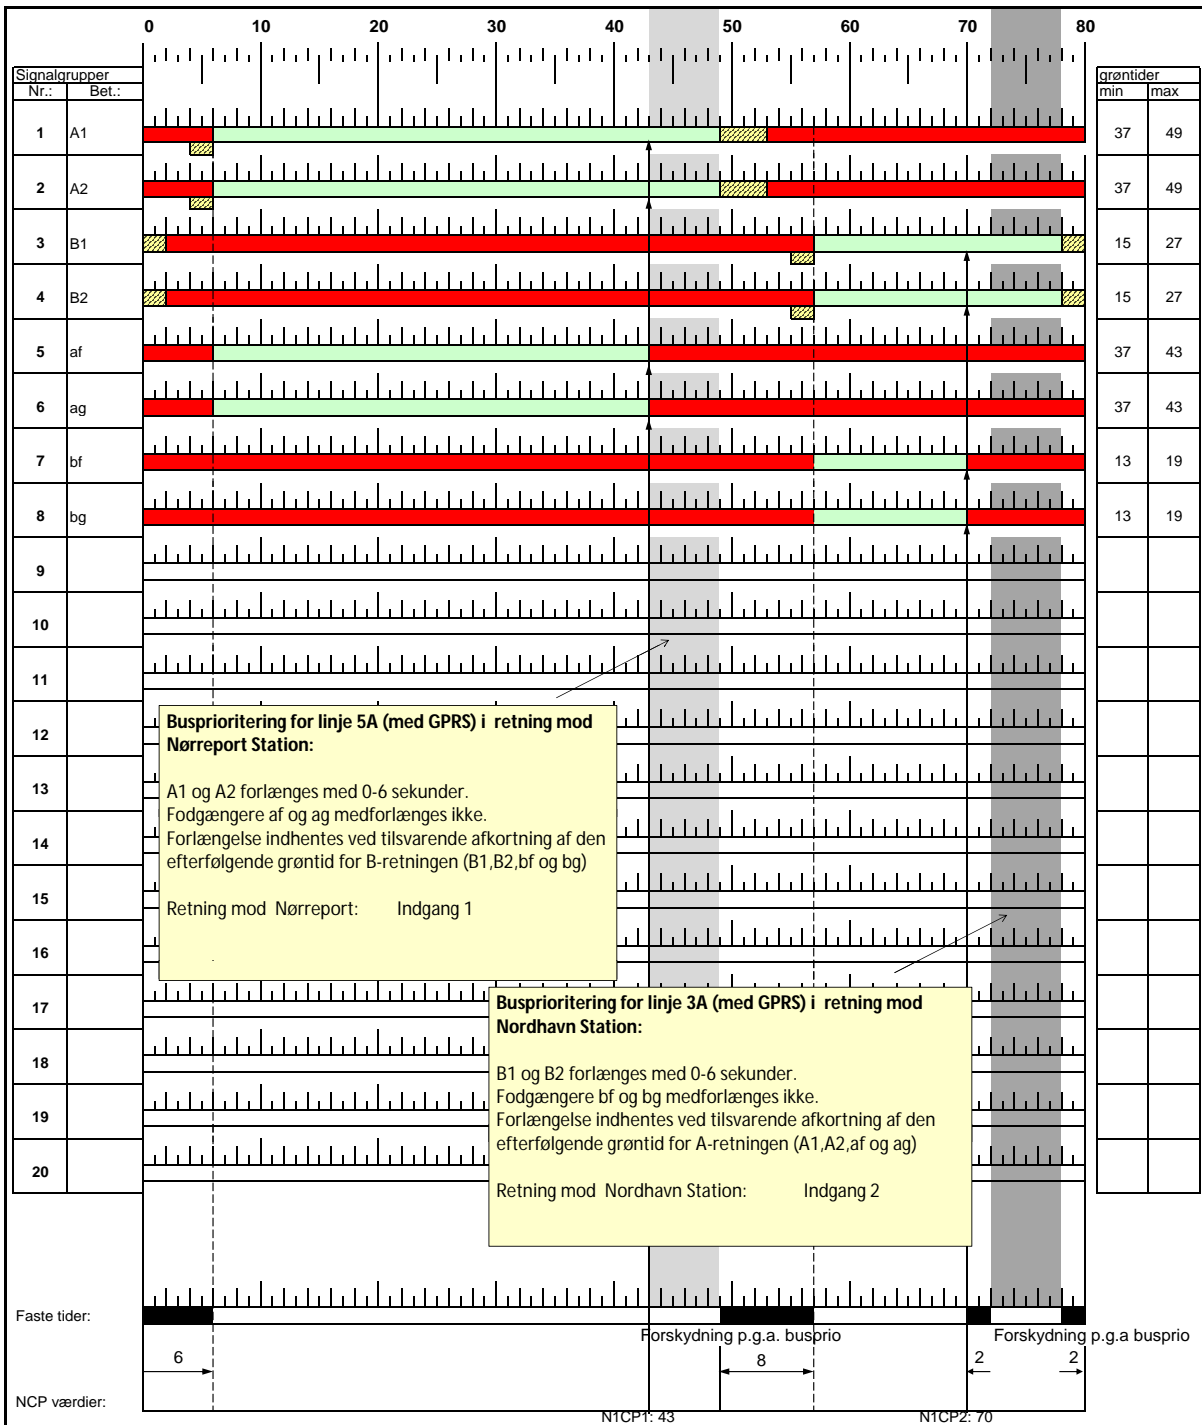 0 10 20 30 40 50 60 70 80
Signalgrupper
Nr.: Bet.:
grøntider
min max
1 A1 37 49
2 A2 37 49
3 B1 15 27
4 B2 15 27
5 af 37 43
6 ag 37 43
7 bf 13 19
8 bg 13 19
9
10
11
12
13
14
15
16
17
18
19
20
Busprioritering for linje 5A (med GPRS) i retning mod
Nørreport Station:
A1 og A2 forlænges med 0-6 sekunder.
Fodgængere af og ag medforlænges ikke.
Forlængelse indhentes ved tilsvarende afkortning af den
efterfølgende grøntid for B-retningen (B1,B2,bf og bg)
Retning mod Nørreport: Indgang 1
.
Busprioritering for linje 3A (med GPRS) i retning mod
Nordhavn Station:
B1 og B2 forlænges med 0-6 sekunder.
Fodgængere bf og bg medforlænges ikke.
Forlængelse indhentes ved tilsvarende afkortning af den
efterfølgende grøntid for A-retningen (A1,A2,af og ag)
Retning mod Nordhavn Station: Indgang 2
Faste tider:
Forskydning p.g.a. busprio Forskydning p.g.a busprio
6 8 2 2
NCP værdier:
N1CP1: 43 N1CP2: 70